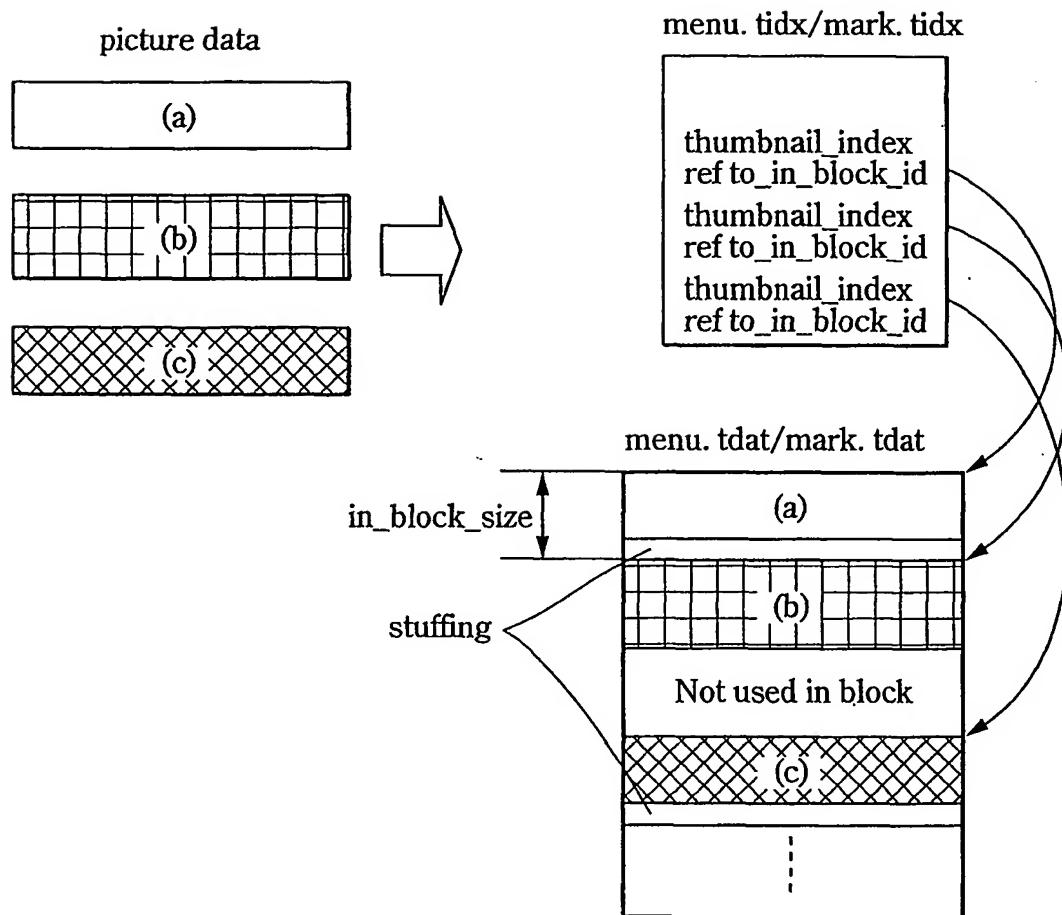 picture data
(a)
(b)
(c)
menu. tidx/mark. tidx
thumbnail_index
ref to_in_block_id
thumbnail_index
ref to_in_block_id
thumbnail_index
ref to_in_block_id
menu. tdat/mark. tdat
in_block_size
(a)
stuffing
(b)
Not used in block
(c)